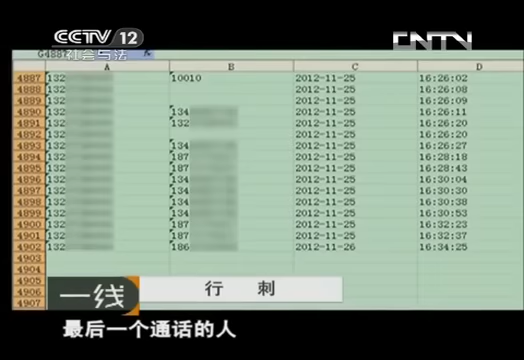 CCTV 12
社会与法
CNTV
G4887 fx
A B C D
4887 132 10010 2012-11-25 16:26:02
4888 132 2012-11-25 16:26:08
4889 132 2012-11-25 16:26:09
4890 132 134 2012-11-25 16:26:11
4891 132 132 2012-11-25 16:26:20
4892 132 2012-11-25 16:26:20
4893 132 134 2012-11-25 16:26:27
4894 132 187 2012-11-25 16:28:18
4895 132 187 2012-11-25 16:28:43
4896 132 134 2012-11-25 16:30:04
4897 132 134 2012-11-25 16:30:30
4898 132 134 2012-11-25 16:30:38
4899 132 134 2012-11-25 16:30:53
4900 132 187 2012-11-25 16:32:23
4901 132 187 2012-11-25 16:32:37
4902 132 186 2012-11-26 16:34:25
4903
4904
4905
4906
4907
一线
行 刺
最后一个通话的人